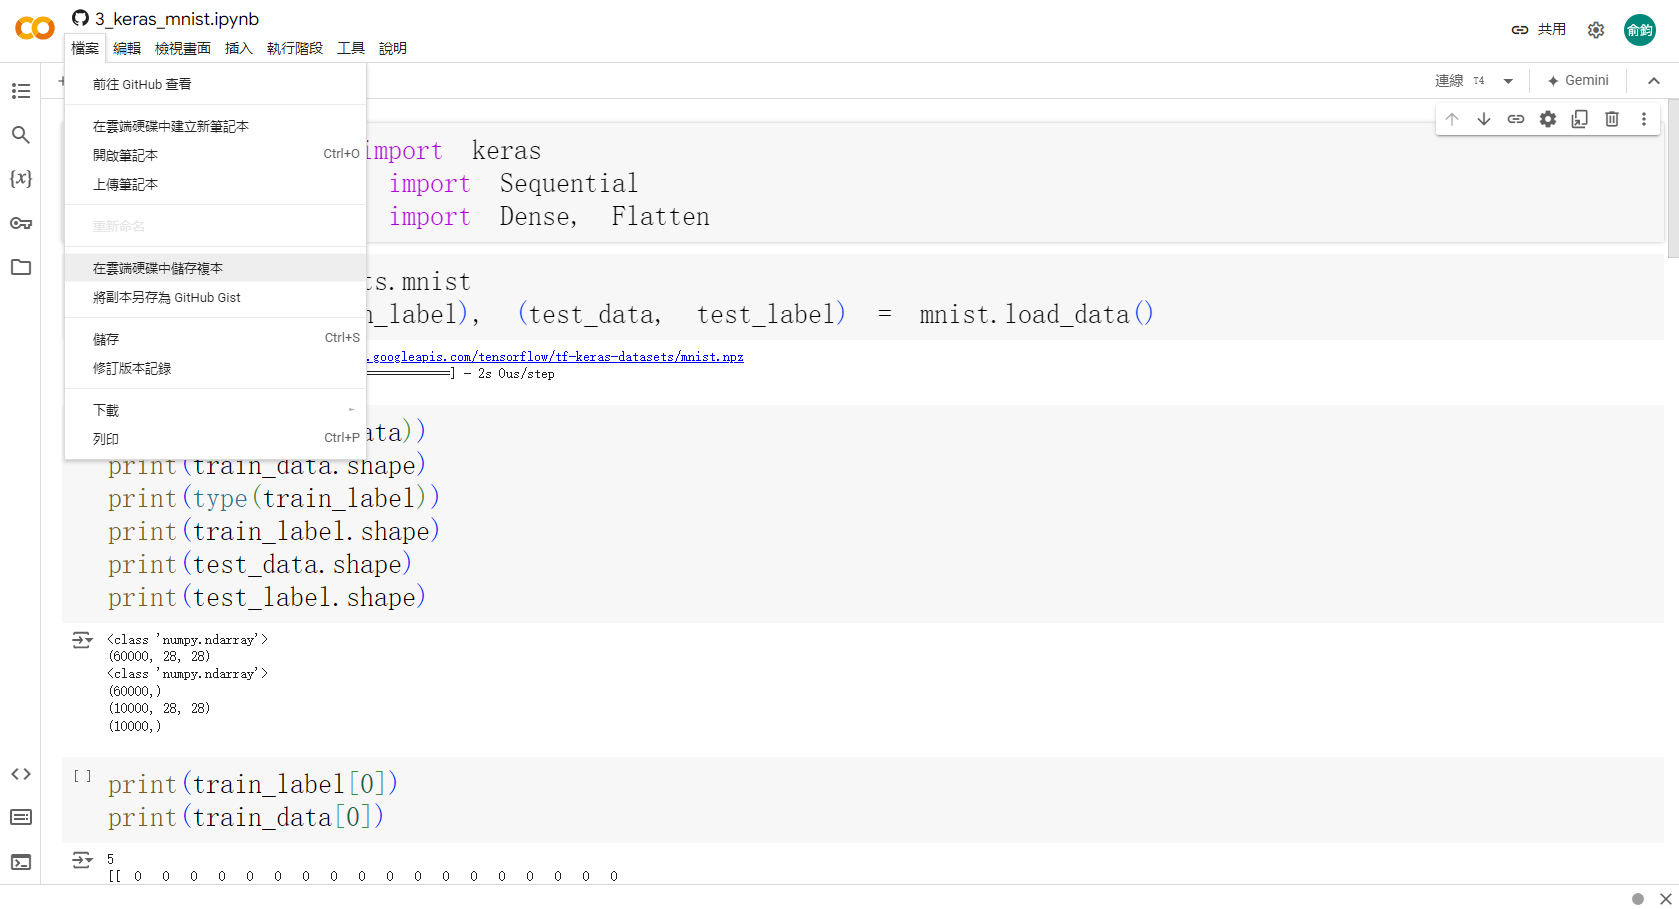 CO
3_keras_mnist.ipynb
檔案 編輯 檢視畫面 插入 執行階段 工具 說明
共用
俞鈞
前往 GitHub 查看
在雲端硬碟中建立新筆記本
開啟筆記本 Ctrl+O
上傳筆記本
重新命名
在雲端硬碟中儲存複本
將副本另存為 GitHub Gist
儲存 Ctrl+S
修訂版本記錄
下載
列印 Ctrl+P
連線 T4
Gemini
import keras
import Sequential
import Dense, Flatten
ts.mnist
n_label), (test_data, test_label) = mnist.load_data()
.googleapis.com/tensorflow/tf-keras-datasets/mnist.npz
] - 2s 0us/step
ata))
print(train_data.shape)
print(type(train_label))
print(train_label.shape)
print(test_data.shape)
print(test_label.shape)
<class 'numpy.ndarray'>
(60000, 28, 28)
<class 'numpy.ndarray'>
(60000,)
(10000, 28, 28)
(10000,)
[ ] print(train_label[0])
print(train_data[0])
5
[[ 0 0 0 0 0 0 0 0 0 0 0 0 0 0 0 0 0 0